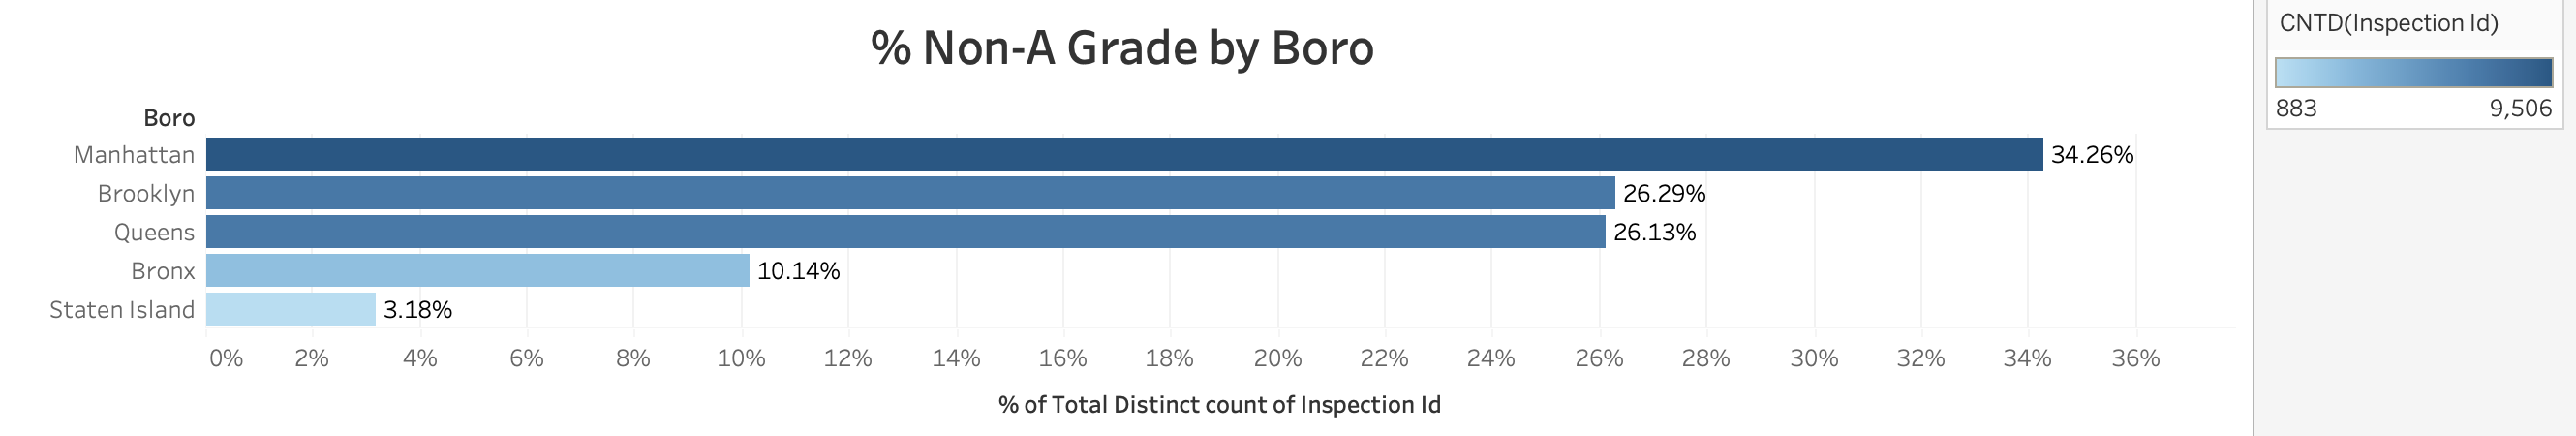 % Non-A Grade by Boro
Boro
Manhattan 34.26%
Brooklyn 26.29%
Queens 26.13%
Bronx 10.14%
Staten Island 3.18%
0% 2% 4% 6% 8% 10% 12% 14% 16% 18% 20% 22% 24% 26% 28% 30% 32% 34% 36%
% of Total Distinct count of Inspection Id
CNTD(Inspection Id)
883 9,506